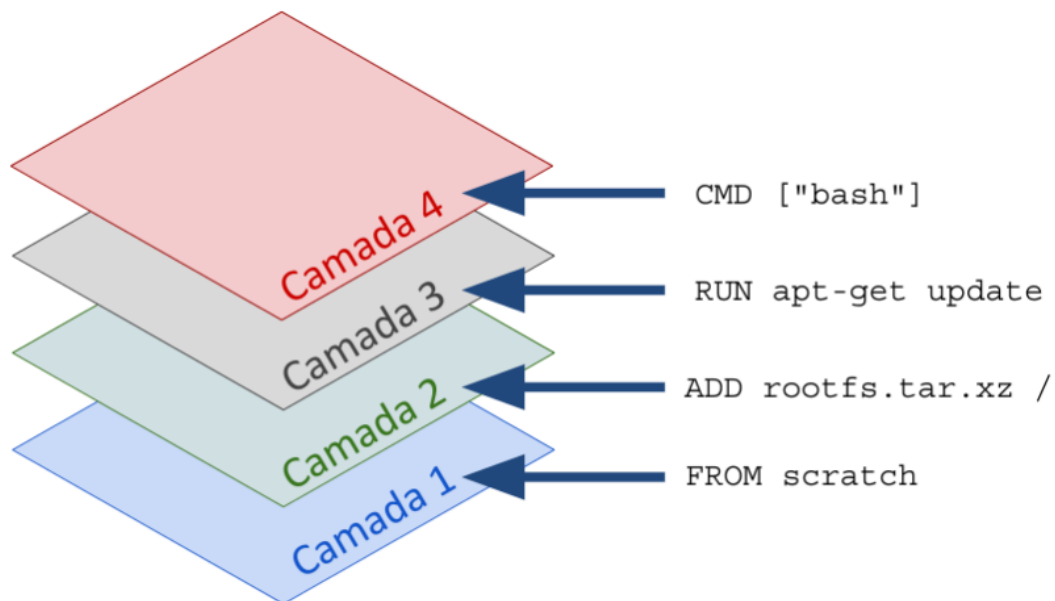 Camada 4
CMD ["bash"]
Camada 3
RUN apt-get update
Camada 2
ADD rootfs.tar.xz /
Camada 1
FROM scratch